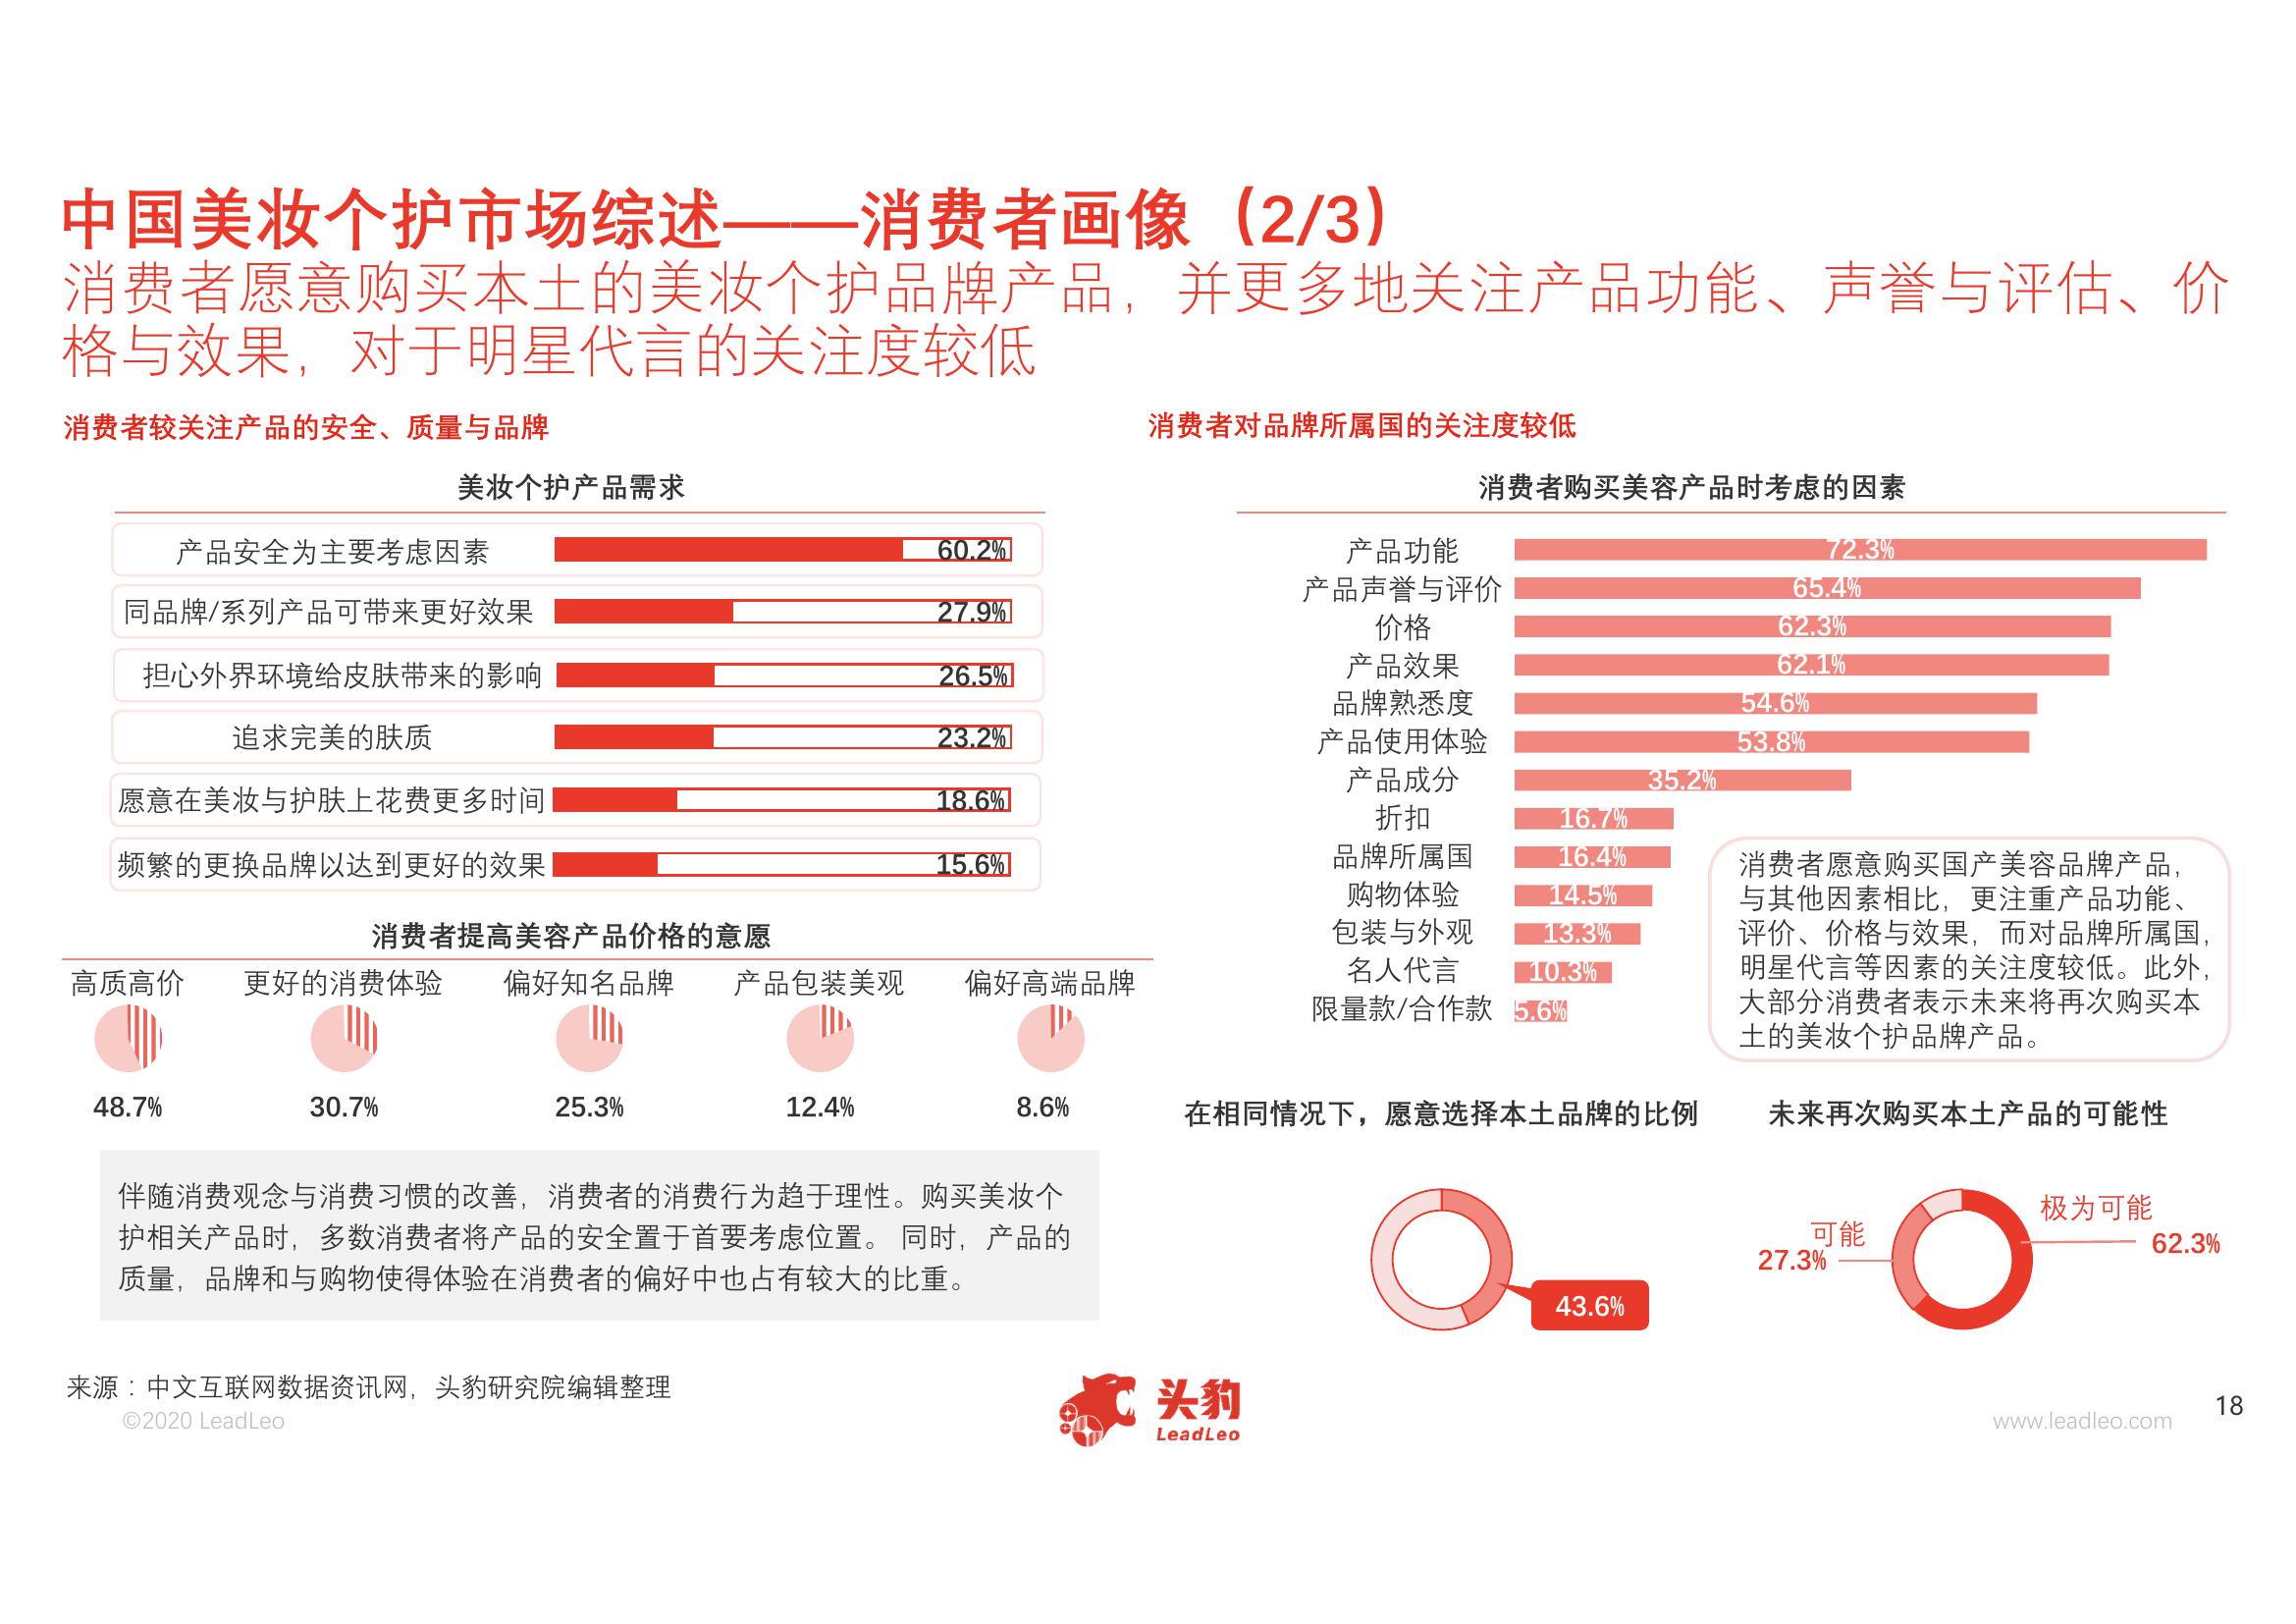 中国美妆个护市场综述——消费者画像（2/3）
消费者愿意购买本土的美妆个护品牌产品，并更多地关注产品功能、声誉与评估、价
格与效果，对于明星代言的关注度较低
消费者较关注产品的安全、质量与品牌
美妆个护产品需求
产品安全为主要考虑因素 60.2%
同品牌/系列产品可带来更好效果 27.9%
担心外界环境给皮肤带来的影响 26.5%
追求完美的肤质 23.2%
愿意在美妆与护肤上花费更多时间 18.6%
频繁的更换品牌以达到更好的效果 15.6%
消费者提高美容产品价格的意愿
高质高价 更好的消费体验 偏好知名品牌 产品包装美观 偏好高端品牌
48.7% 30.7% 25.3% 12.4% 8.6%
伴随消费观念与消费习惯的改善，消费者的消费行为趋于理性。购买美妆个
护相关产品时，多数消费者将产品的安全置于首要考虑位置。 同时，产品的
质量，品牌和与购物使得体验在消费者的偏好中也占有较大的比重。
消费者对品牌所属国的关注度较低
消费者购买美容产品时考虑的因素
产品功能 72.3%
产品声誉与评价 65.4%
价格 62.3%
产品效果 62.1%
品牌熟悉度 54.6%
产品使用体验 53.8%
产品成分 35.2%
折扣 16.7%
品牌所属国 16.4%
购物体验 14.5%
包装与外观 13.3%
名人代言 10.3%
限量款/合作款 5.6%
消费者愿意购买国产美容品牌产品，
与其他因素相比，更注重产品功能、
评价、价格与效果，而对品牌所属国，
明星代言等因素的关注度较低。此外，
大部分消费者表示未来将再次购买本
土的美妆个护品牌产品。
在相同情况下，愿意选择本土品牌的比例
43.6%
未来再次购买本土产品的可能性
极为可能
62.3%
可能
27.3%
来源：中文互联网数据资讯网，头豹研究院编辑整理
©2020 LeadLeo
头豹
LeadLeo
www.leadleo.com
18